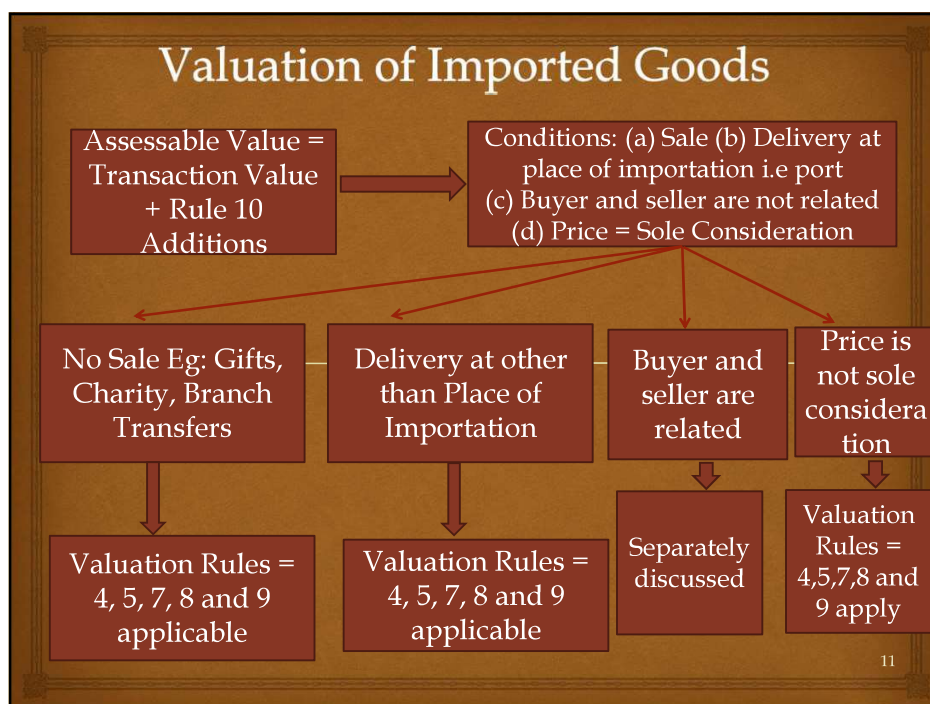 Valuation of Imported Goods
Assessable Value =
Transaction Value
+ Rule 10
Additions
Conditions: (a) Sale (b) Delivery at
place of importation i.e port
(c) Buyer and seller are not related
(d) Price = Sole Consideration
No Sale Eg: Gifts,
Charity, Branch
Transfers
Delivery at other
than Place of
Importation
Buyer and
seller are
related
Price is
not sole
considera
tion
Valuation Rules =
4, 5, 7, 8 and 9
applicable
Valuation Rules =
4, 5, 7, 8 and 9
applicable
Separately
discussed
Valuation
Rules =
4,5,7,8 and
9 apply
11